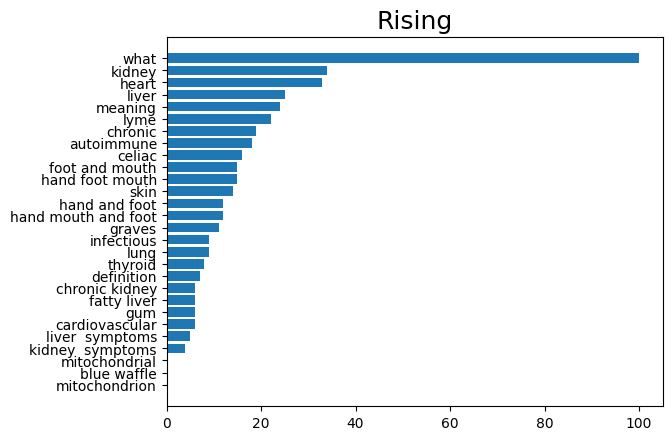 Rising
what
kidney
heart
liver
meaning
lyme
chronic
autoimmune
celiac
foot and mouth
hand foot mouth
skin
hand and foot
hand mouth and foot
graves
infectious
lung
thyroid
definition
chronic kidney
fatty liver
gum
cardiovascular
liver  symptoms
kidney  symptoms
mitochondrial
blue waffle
mitochondrion
0 20 40 60 80 100